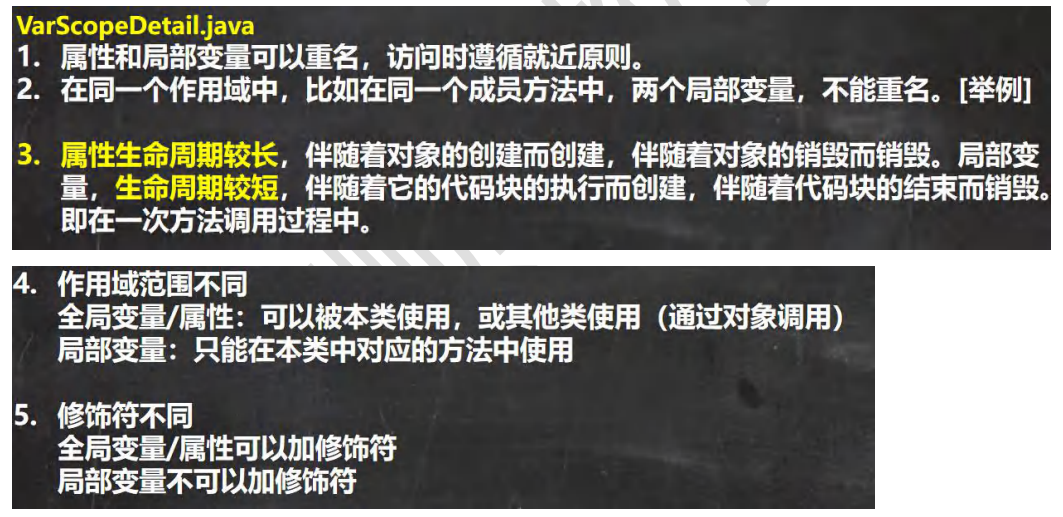 VarScopeDetail.java
1. 属性和局部变量可以重名，访问时遵循就近原则。
2. 在同一个作用域中，比如在同一个成员方法中，两个局部变量，不能重名。[举例]
3. 属性生命周期较长，伴随着对象的创建而创建，伴随着对象的销毁而销毁。局部变
量，生命周期较短，伴随着它的代码块的执行而创建，伴随着代码块的结束而销毁。
即在一次方法调用过程中。
4. 作用域范围不同
全局变量/属性：可以被本类使用，或其他类使用（通过对象调用）
局部变量：只能在本类中对应的方法中使用
5. 修饰符不同
全局变量/属性可以加修饰符
局部变量不可以加修饰符